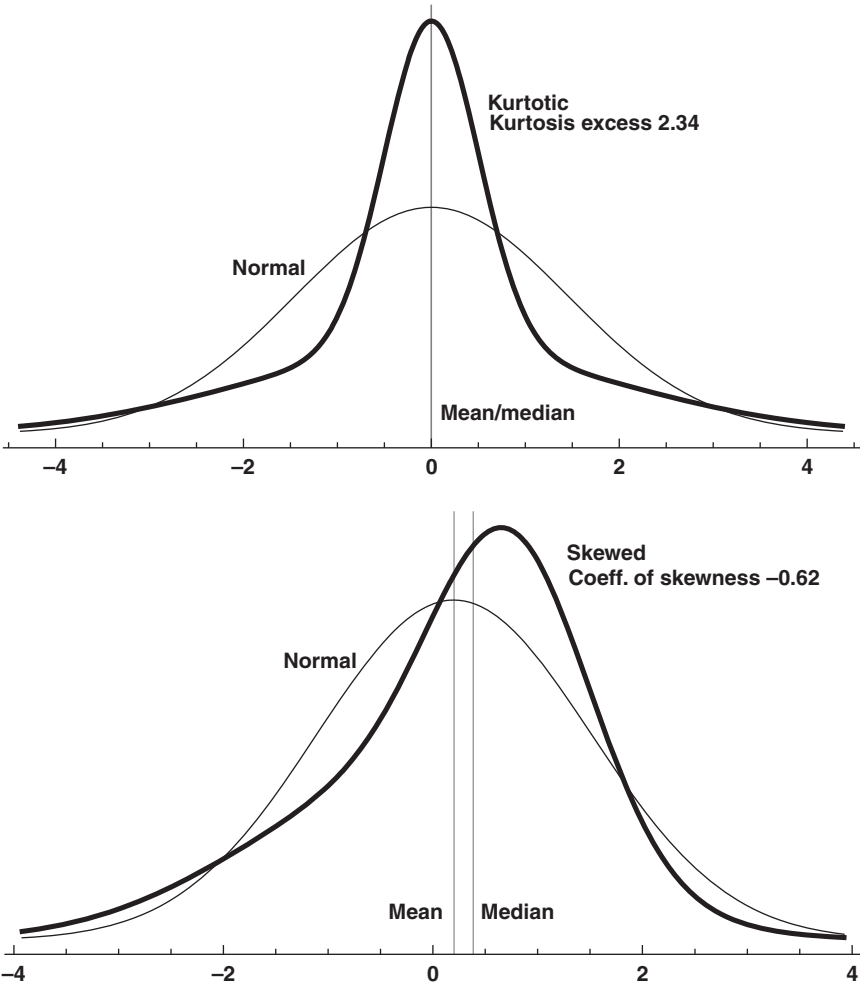 Kurtotic
Kurtosis excess 2.34
Normal
Mean/median
–4 –2 0 2 4
Skewed
Coeff. of skewness –0.62
Normal
Mean Median
–4 –2 0 2 4